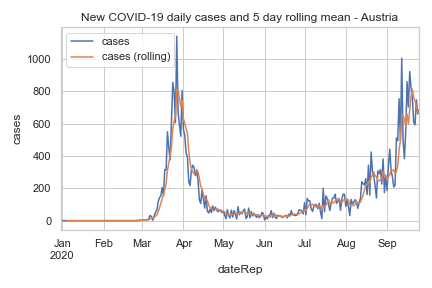 New COVID-19 daily cases and 5 day rolling mean - Austria
cases
cases (rolling)
1000
800
600
400
200
0
cases
Jan Feb Mar Apr May Jun Jul Aug Sep
2020
dateRep